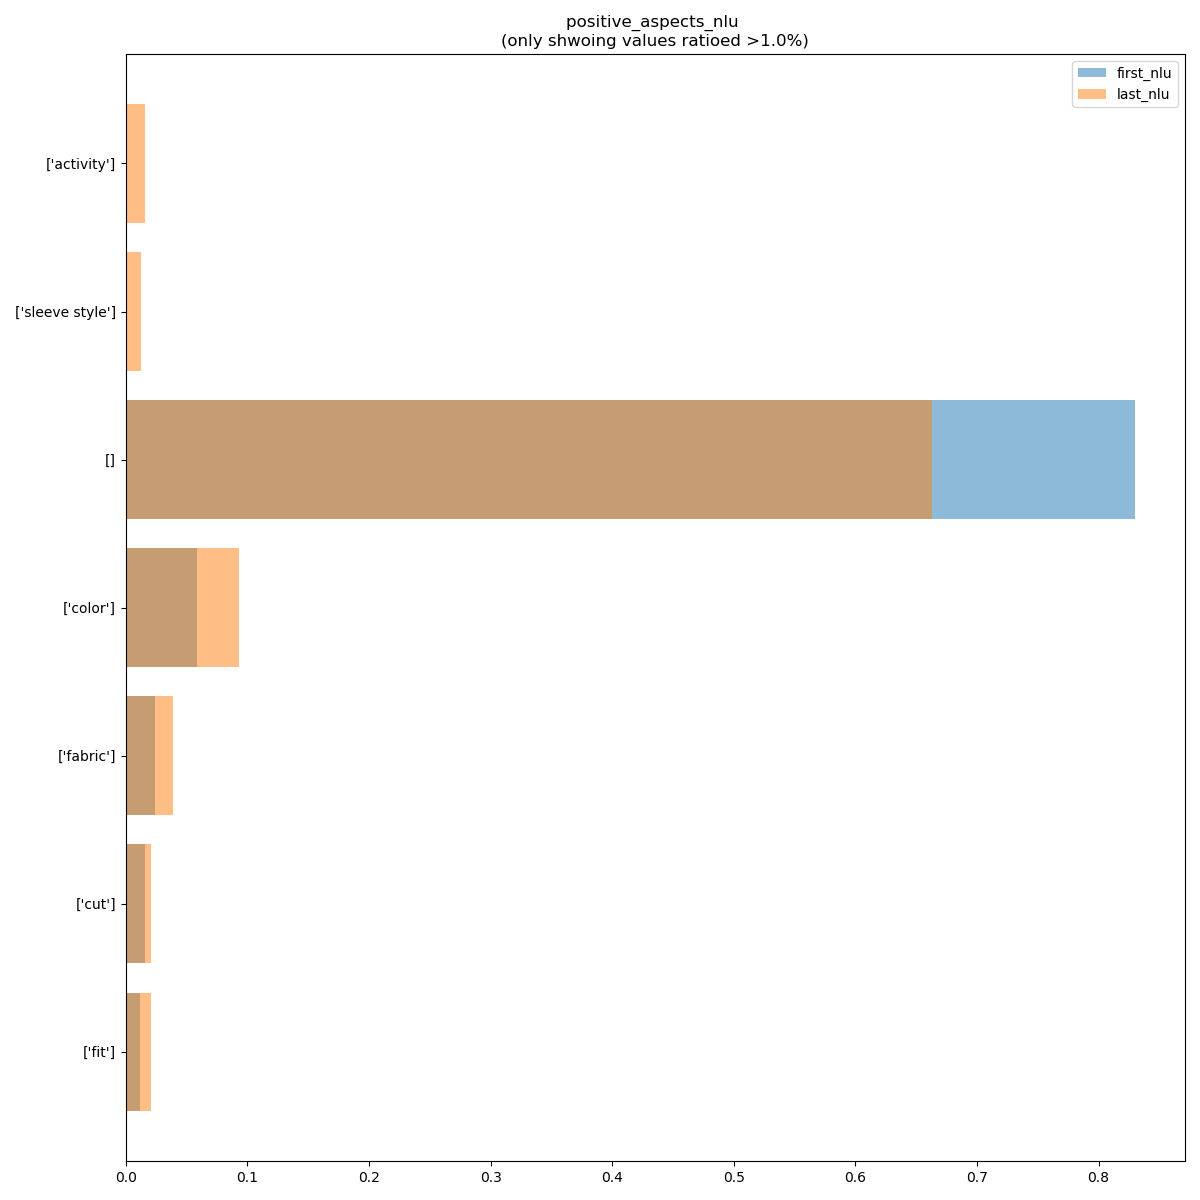 positive_aspects_nlu
(only shwoing values ratioed >1.0%)
first_nlu
last_nlu
['activity']
['sleeve style']
[]
['color']
['fabric']
['cut']
['fit']
0.0 0.1 0.2 0.3 0.4 0.5 0.6 0.7 0.8